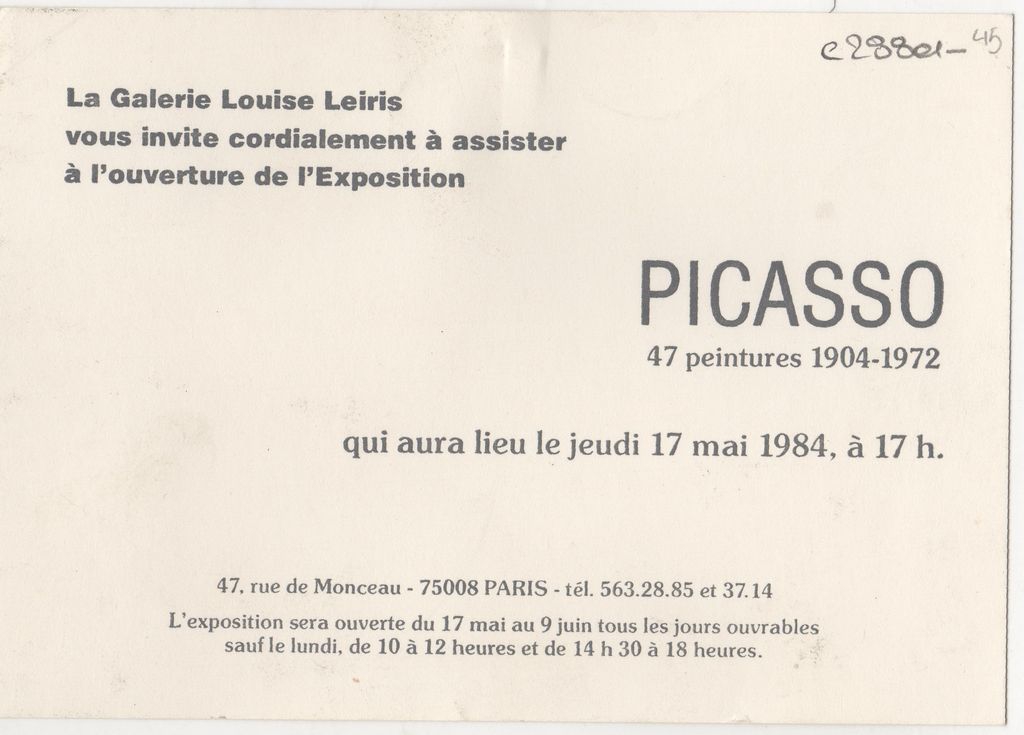 45
La Galerie Louise Leiris
vous invite cordialement à assister
à l'ouverture de l'Exposition
PICASSO
47 peintures 1904-1972
qui aura lieu le jeudi 17 mai 1984, à 17 h.
47, rue de Monceau - 75008 PARIS - tél. 563.28.85 et 37.14
L'exposition sera ouverte du 17 mai au 9 juin tous les jours ouvrables
sauf le lundi, de 10 à 12 heures et de 14 h 30 à 18 heures.